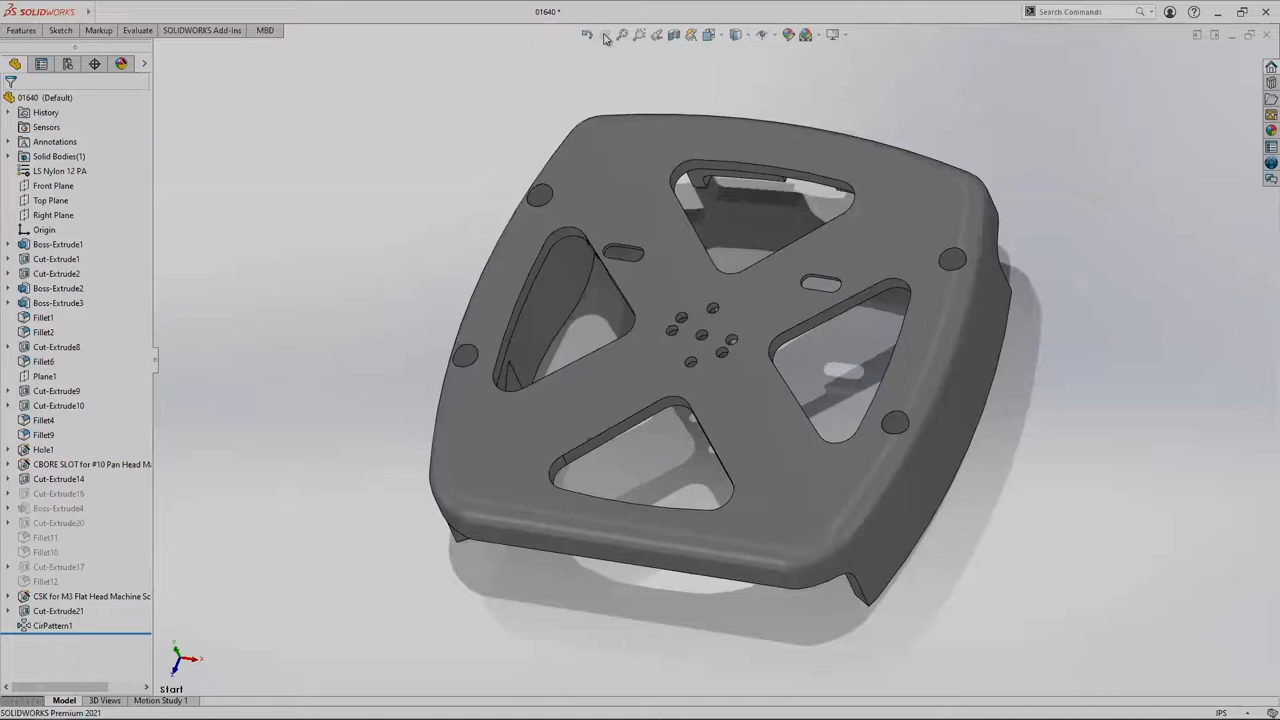 SOLIDWORKS
01640 *
Search Commands
Features
Sketch
Markup
Evaluate
SOLIDWORKS Add-Ins
MBD
01640 (Default)
History
Sensors
Annotations
Solid Bodies(1)
LS Nylon 12 PA
Front Plane
Top Plane
Right Plane
Origin
Boss-Extrude1
Cut-Extrude1
Cut-Extrude2
Boss-Extrude2
Boss-Extrude3
Fillet1
Fillet2
Cut-Extrude8
Fillet6
Plane1
Cut-Extrude9
Cut-Extrude10
Fillet4
Fillet9
Hole1
CBORE SLOT for #10 Pan Head M
Cut-Extrude14
Cut-Extrude16
Boss-Extrude4
Cut-Extrude20
Fillet11
Fillet10
Cut-Extrude17
Fillet12
CSK for M3 Flat Head Machine Sc
Cut-Extrude21
CirPattern1
Y
X
Z
Start
Model
3D Views
Motion Study 1
SOLIDWORKS Premium 2021
IPS